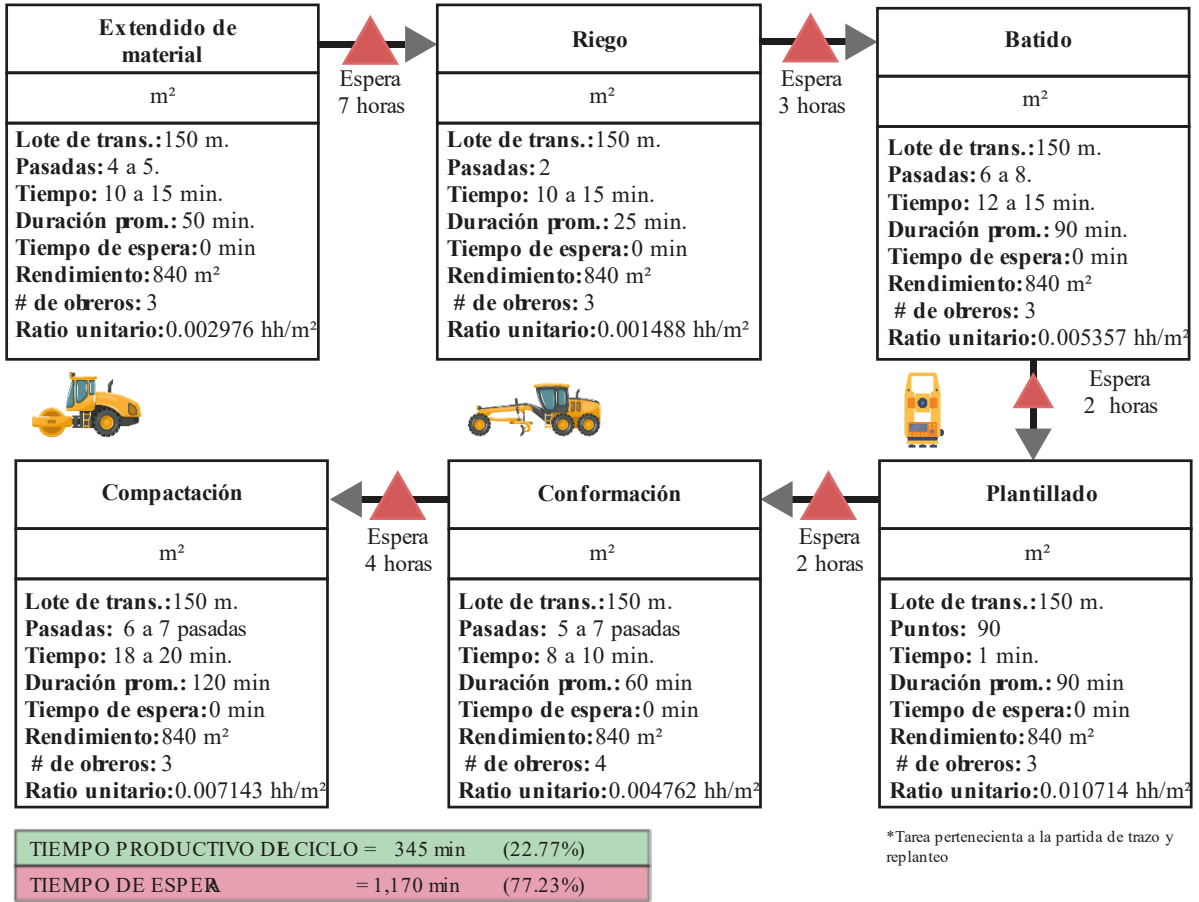 Extendido de
material
m²
Lote de trans.:150 m.
Pasadas: 4 a 5.
Tiempo: 10 a 15 min.
Duración prom.: 50 min.
Tiempo de espera:0 min
Rendimiento:840 m²
# de obreros: 3
Ratio unitario:0.002976 hh/m²
Espera
7 horas
Riego
m²
Lote de trans.:150 m.
Pasadas: 2
Tiempo: 10 a 15 min.
Duración prom.: 25 min.
Tiempo de espera:0 min
Rendimiento:840 m²
# de obreros: 3
Ratio unitario:0.001488 hh/m²
Espera
3 horas
Batido
m²
Lote de trans.:150 m.
Pasadas: 6 a 8.
Tiempo: 12 a 15 min.
Duración prom.: 90 min.
Tiempo de espera:0 min
Rendimiento:840 m²
# de obreros: 3
Ratio unitario:0.005357 hh/m²
Espera
2 horas
Plantillado
m²
Lote de trans.:150 m.
Puntos: 90
Tiempo: 1 min.
Duración prom.: 90 min
Tiempo de espera:0 min
Rendimiento:840 m²
# de obreros: 3
Ratio unitario:0.010714 hh/m²
Espera
2 horas
Conformación
m²
Lote de trans.:150 m.
Pasadas: 5 a 7 pasadas
Tiempo: 8 a 10 min.
Duración prom.: 60 min
Tiempo de espera:0 min
Rendimiento:840 m²
# de obreros: 4
Ratio unitario:0.004762 hh/m²
Espera
4 horas
Compactación
m²
Lote de trans.:150 m.
Pasadas: 6 a 7 pasadas
Tiempo: 18 a 20 min.
Duración prom.: 120 min
Tiempo de espera:0 min
Rendimiento:840 m²
# de obreros: 3
Ratio unitario:0.007143 hh/m²
*Tarea pertenecienta a la partida de trazo y
replanteo
TIEMPO PRODUCTIVO DE CICLO = 345 min (22.77%)
TIEMPO DE ESPERA = 1,170 min (77.23%)